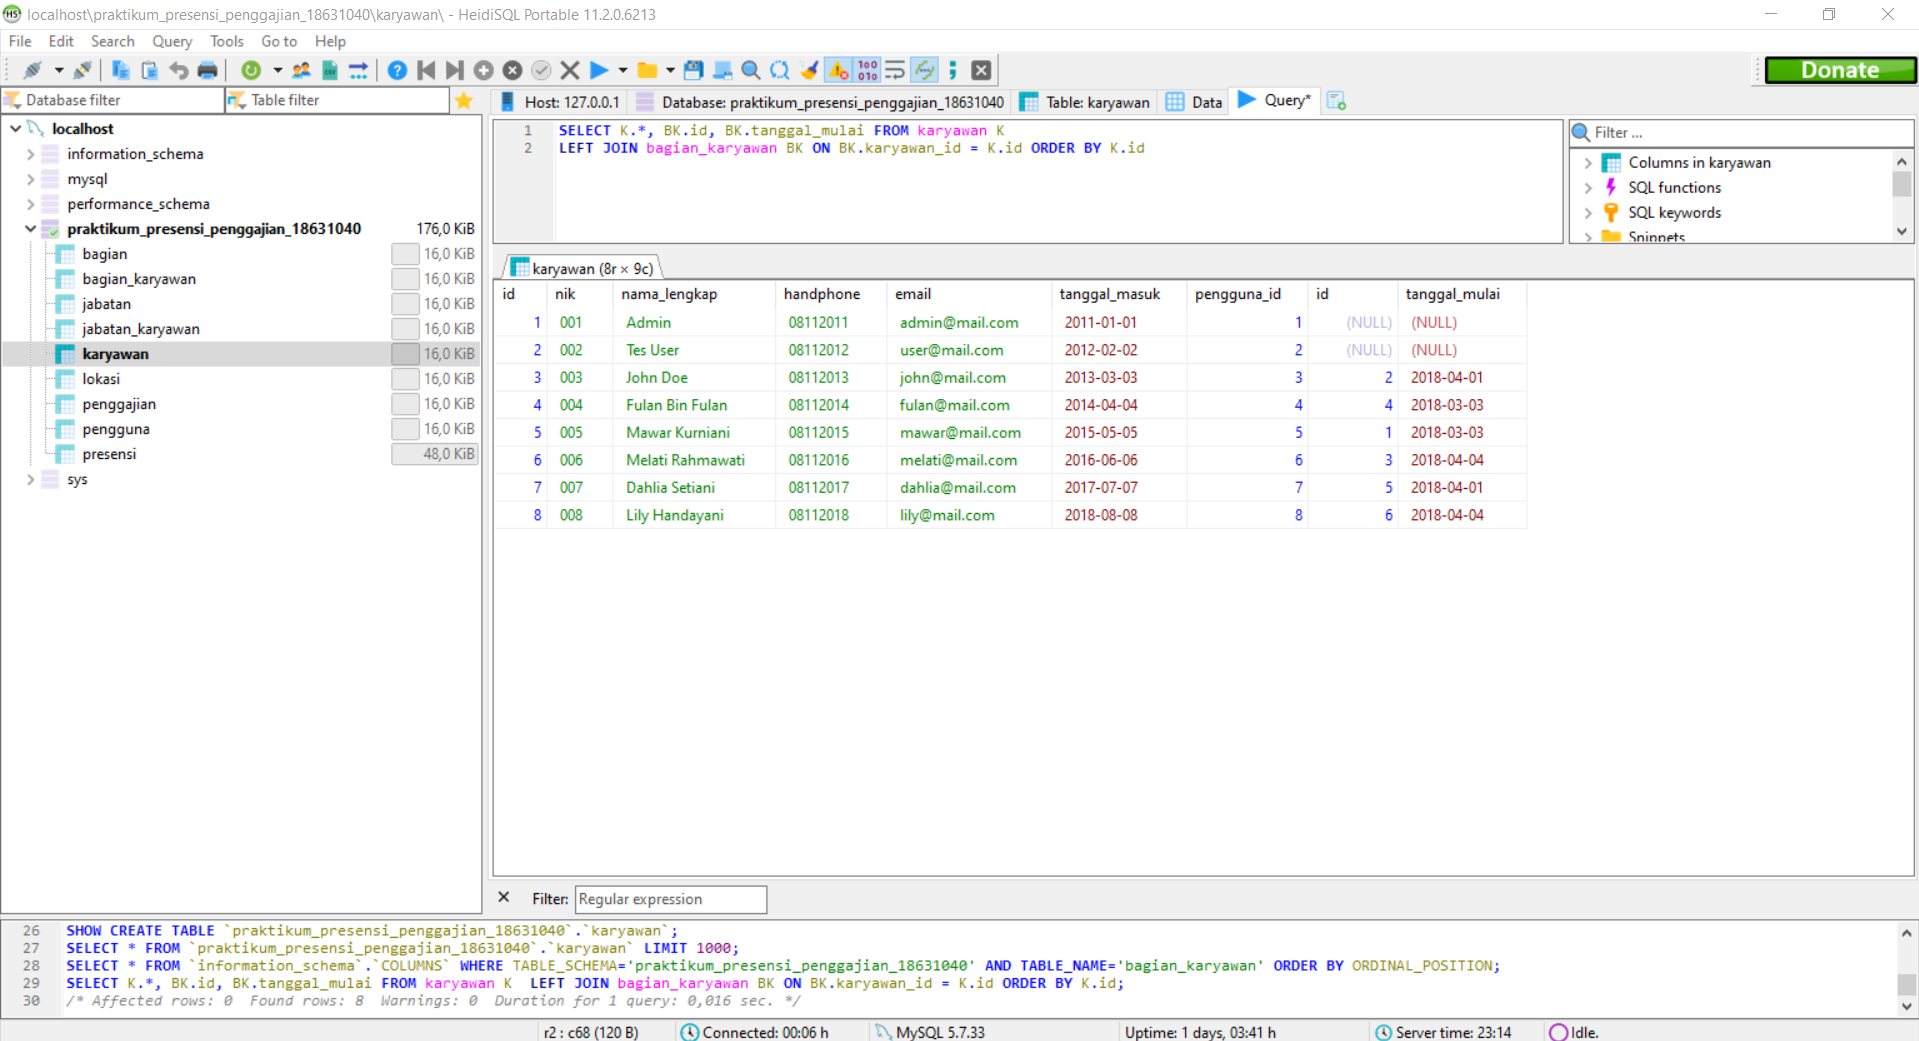 localhost\praktikum_presensi_penggajian_18631040\karyawan\ - HeidiSQL Portable 11.2.0.6213
File Edit Search Query Tools Go to Help
Donate
Database filter Table filter
Host: 127.0.0.1 Database: praktikum_presensi_penggajian_18631040 Table: karyawan Data Query*
localhost
information_schema
mysql
performance_schema
praktikum_presensi_penggajian_18631040 176,0 KiB
bagian 16,0 KiB
bagian_karyawan 16,0 KiB
jabatan 16,0 KiB
jabatan_karyawan 16,0 KiB
karyawan 16,0 KiB
lokasi 16,0 KiB
penggajian 16,0 KiB
pengguna 16,0 KiB
presensi 48,0 KiB
sys
1 SELECT K.*, BK.id, BK.tanggal_mulai FROM karyawan K
2 LEFT JOIN bagian_karyawan BK ON BK.karyawan_id = K.id ORDER BY K.id
Filter ...
Columns in karyawan
SQL functions
SQL keywords
Snippets
karyawan (8r × 9c)
id nik nama_lengkap handphone email tanggal_masuk pengguna_id id tanggal_mulai
1 001 Admin 08112011 admin@mail.com 2011-01-01 1 (NULL) (NULL)
2 002 Tes User 08112012 user@mail.com 2012-02-02 2 (NULL) (NULL)
3 003 John Doe 08112013 john@mail.com 2013-03-03 3 2 2018-04-01
4 004 Fulan Bin Fulan 08112014 fulan@mail.com 2014-04-04 4 4 2018-03-03
5 005 Mawar Kurniani 08112015 mawar@mail.com 2015-05-05 5 1 2018-03-03
6 006 Melati Rahmawati 08112016 melati@mail.com 2016-06-06 6 3 2018-04-04
7 007 Dahlia Setiani 08112017 dahlia@mail.com 2017-07-07 7 5 2018-04-01
8 008 Lily Handayani 08112018 lily@mail.com 2018-08-08 8 6 2018-04-04
Filter: Regular expression
26 SHOW CREATE TABLE `praktikum_presensi_penggajian_18631040`.`karyawan`;
27 SELECT * FROM `praktikum_presensi_penggajian_18631040`.`karyawan` LIMIT 1000;
28 SELECT * FROM `information_schema`.`COLUMNS` WHERE TABLE_SCHEMA='praktikum_presensi_penggajian_18631040' AND TABLE_NAME='bagian_karyawan' ORDER BY ORDINAL_POSITION;
29 SELECT K.*, BK.id, BK.tanggal_mulai FROM karyawan K  LEFT JOIN bagian_karyawan BK ON BK.karyawan_id = K.id ORDER BY K.id;
30 /* Affected rows: 0  Found rows: 8  Warnings: 0  Duration for 1 query: 0,016 sec. */
r2 : c68 (120 B) Connected: 00:06 h MySQL 5.7.33 Uptime: 1 days, 03:41 h Server time: 23:14 Idle.